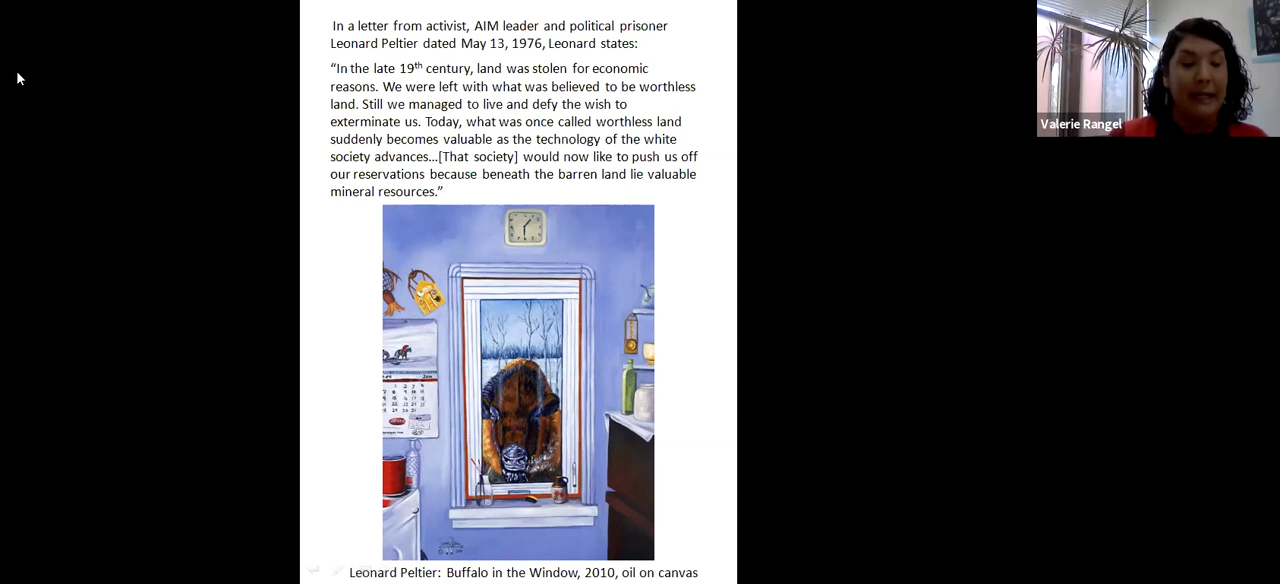 In a letter from activist, AIM leader and political prisoner
Leonard Peltier dated May 13, 1976, Leonard states:
“In the late 19th century, land was stolen for economic
reasons. We were left with what was believed to be worthless
land. Still we managed to live and defy the wish to
exterminate us. Today, what was once called worthless land
suddenly becomes valuable as the technology of the white
society advances...[That society] would now like to push us off
our reservations because beneath the barren land lie valuable
mineral resources.”
Leonard Peltier: Buffalo in the Window, 2010, oil on canvas
Valerie Rangel